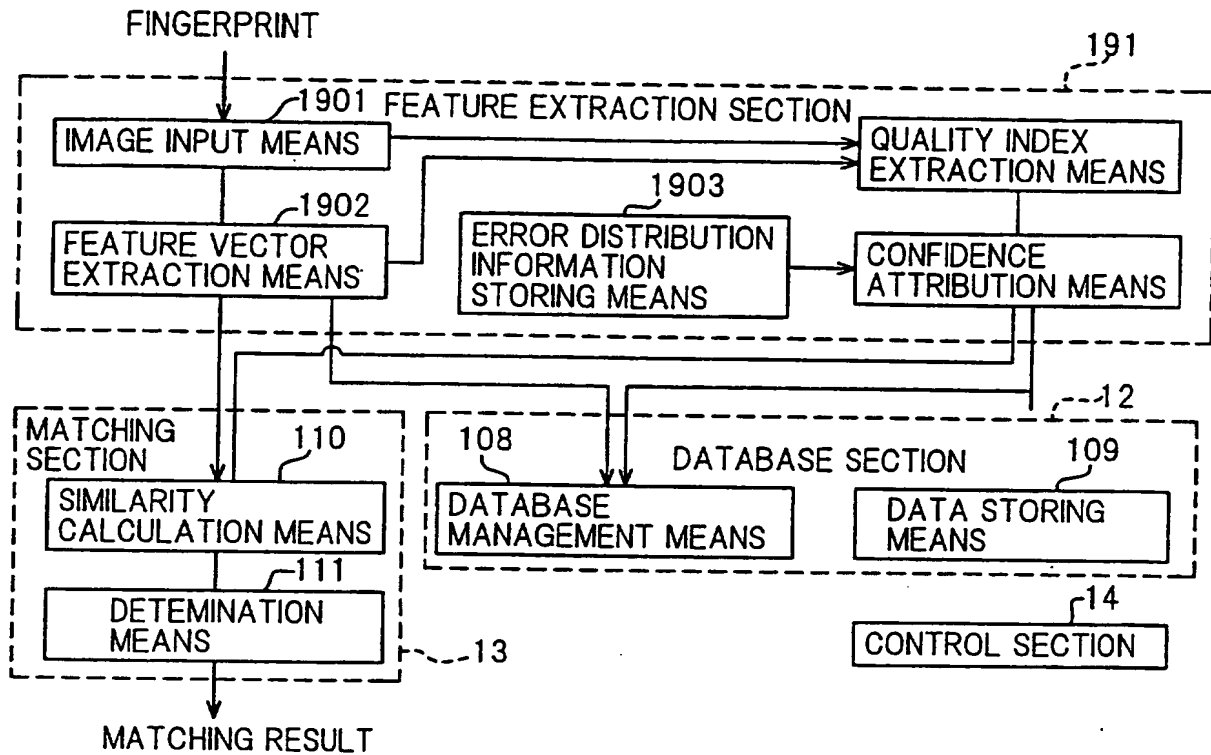 FINGERPRINT
191
1901
FEATURE EXTRACTION SECTION
IMAGE INPUT MEANS
QUALITY INDEX
EXTRACTION MEANS
1902
1903
FEATURE VECTOR
EXTRACTION MEANS
ERROR DISTRIBUTION
INFORMATION
STORING MEANS
CONFIDENCE
ATTRIBUTION MEANS
12
MATCHING
SECTION
110
108
DATABASE SECTION
109
SIMILARITY
CALCULATION MEANS
DATABASE
MANAGEMENT MEANS
DATA STORING
MEANS
111
DETEMINATION
MEANS
13
14
CONTROL SECTION
MATCHING RESULT